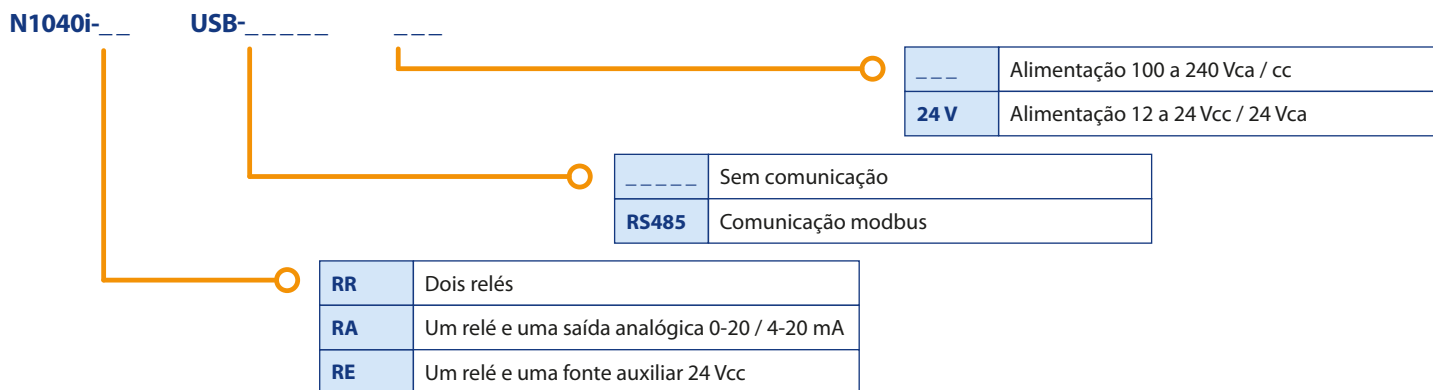 N1040i-_ _ USB-_ _ _ _ _ _ _ _
_ _ _ Alimentação 100 a 240 Vca / cc
24 V Alimentação 12 a 24 Vcc / 24 Vca
_ _ _ _ _ Sem comunicação
RS485 Comunicação modbus
RR Dois relés
RA Um relé e uma saída analógica 0-20 / 4-20 mA
RE Um relé e uma fonte auxiliar 24 Vcc